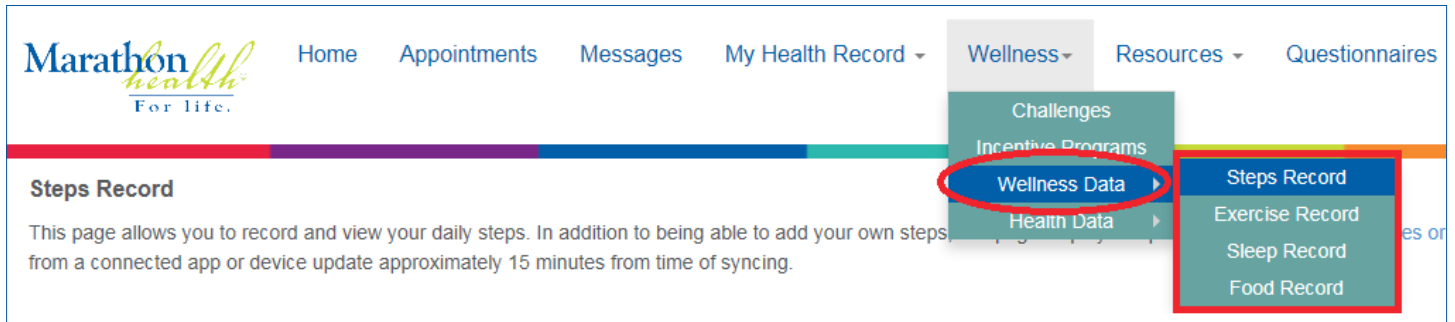 Marathon
health
For life.
Home Appointments Messages My Health Record Wellness Resources Questionnaires
Challenges
Incentive Programs
Wellness Data
Health Data
Steps Record
Exercise Record
Sleep Record
Food Record
Steps Record
This page allows you to record and view your daily steps. In addition to being able to add your own steps
from a connected app or device update approximately 15 minutes from time of syncing.